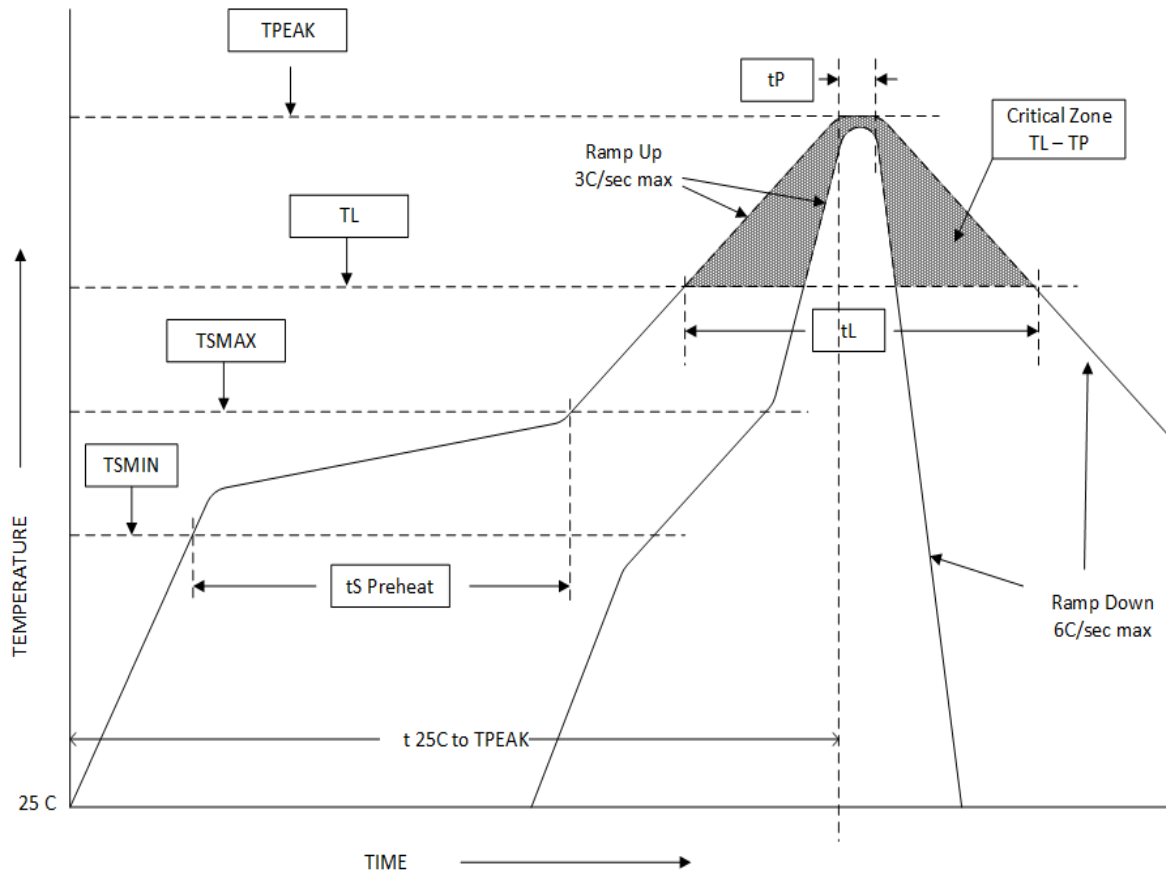 TPEAK
tP
Critical Zone
TL – TP
Ramp Up
3C/sec max
TL
TSMAX
tL
TSMIN
tS Preheat
Ramp Down
6C/sec max
TEMPERATURE
t 25C to TPEAK
25 C
TIME